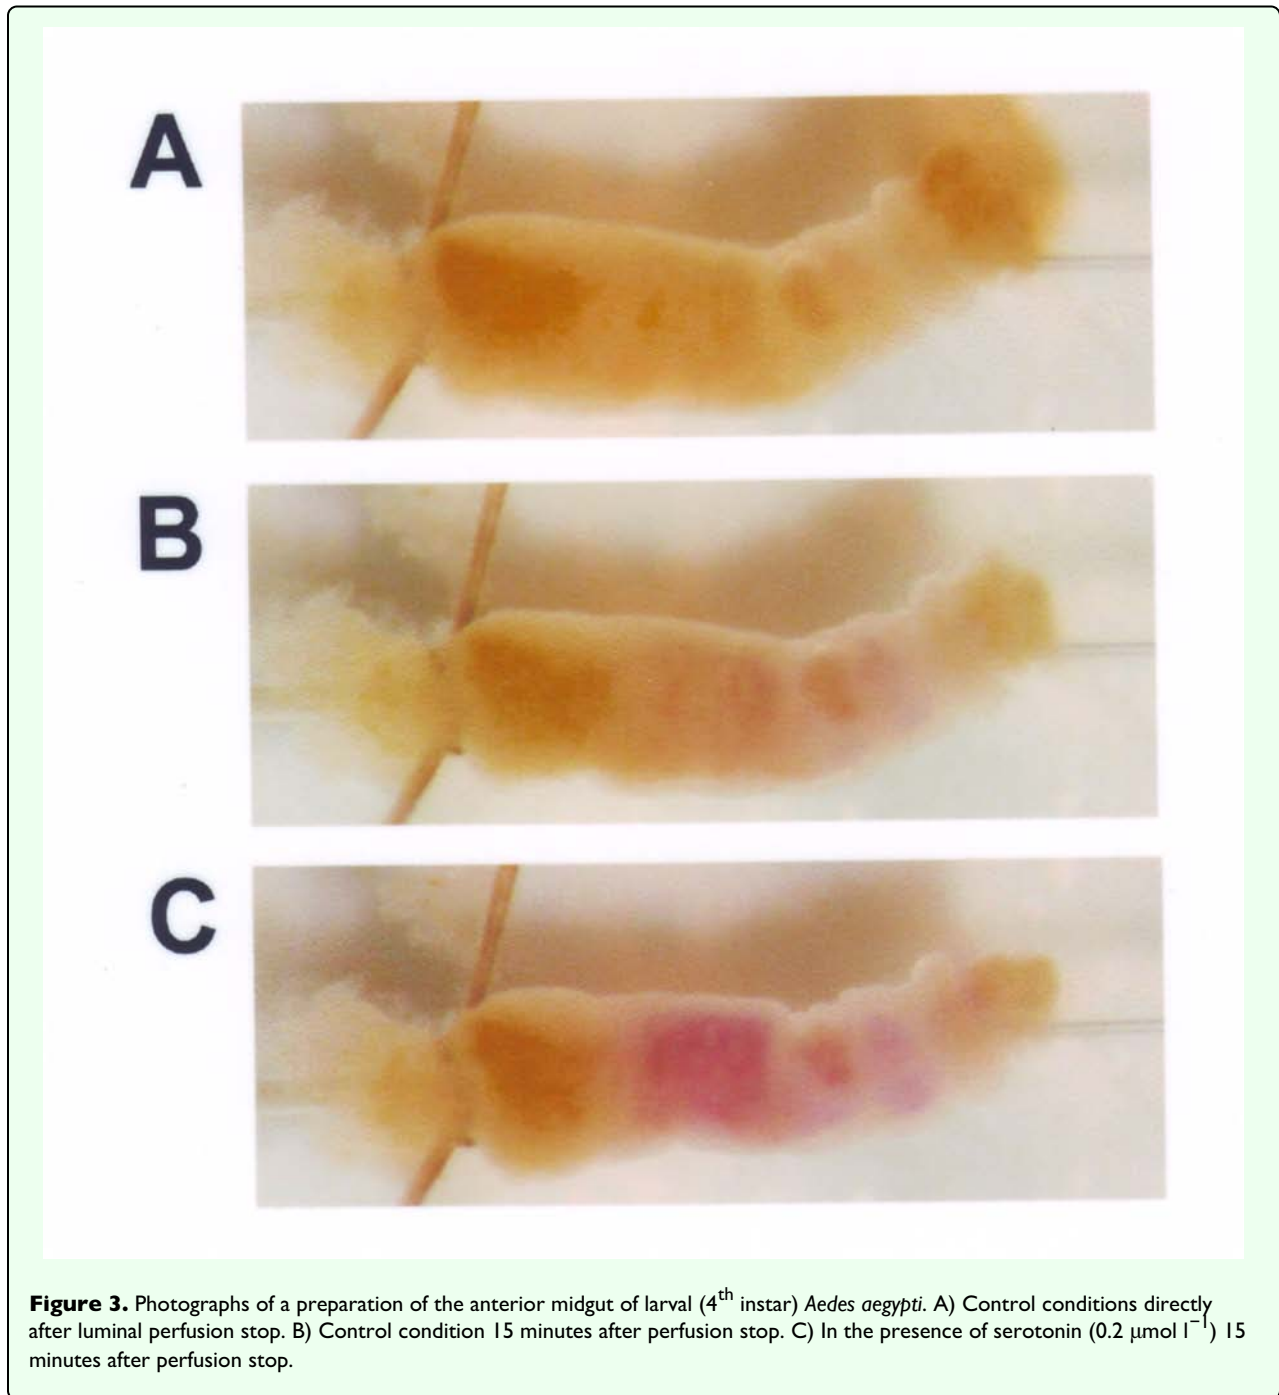 A
B
C
Figure 3. Photographs of a preparation of the anterior midgut of larval (4th instar) Aedes aegypti. A) Control conditions directly
after luminal perfusion stop. B) Control condition 15 minutes after perfusion stop. C) In the presence of serotonin (0.2 μmol l−1) 15
minutes after perfusion stop.